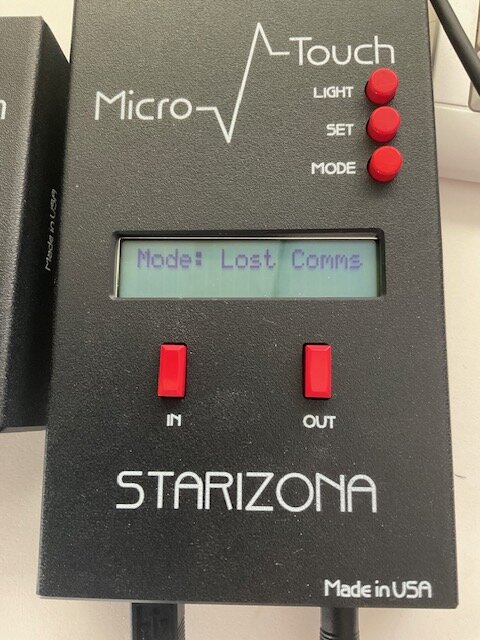 Micro Touch
LIGHT
SET
MODE
Made in USA
Mode: Lost Comms
IN
OUT
STARIZONA
Made in USA